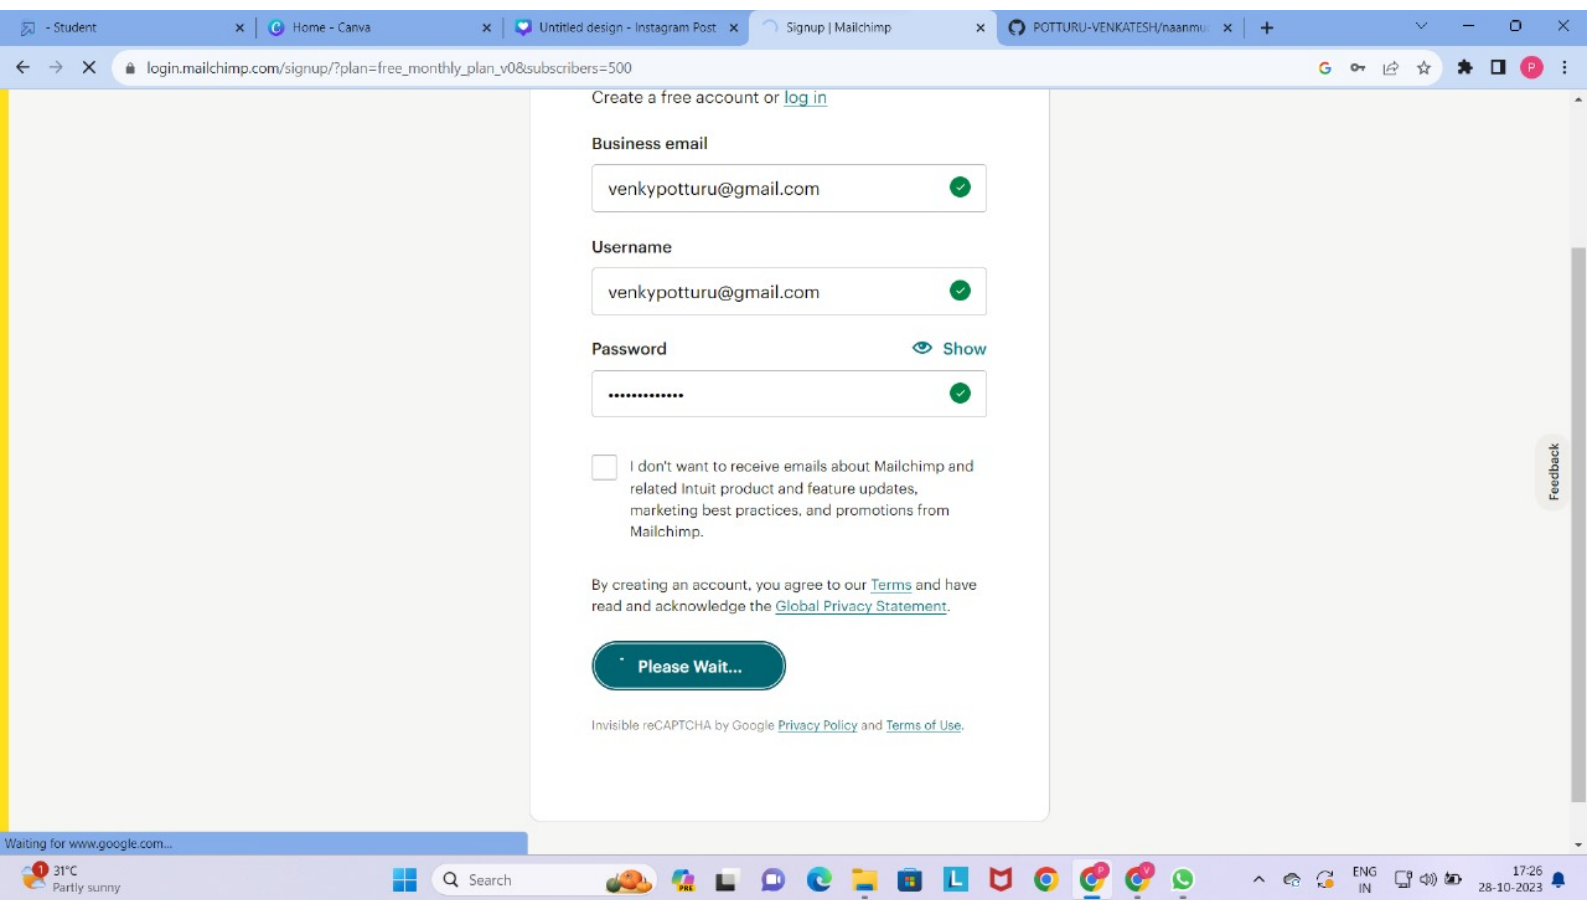 - Student
Home - Canva
Untitled design - Instagram Post
Signup | Mailchimp
POTTURU-VENKATESH/naanmu
login.mailchimp.com/signup/?plan=free_monthly_plan_v0&subscribers=500
P
Create a free account or log in
Business email
venkypotturu@gmail.com
Username
venkypotturu@gmail.com
Password
Show
I don't want to receive emails about Mailchimp and
related Intuit product and feature updates,
marketing best practices, and promotions from
Mailchimp.
By creating an account, you agree to our Terms and have
read and acknowledge the Global Privacy Statement.
Please Wait...
Invisible reCAPTCHA by Google Privacy Policy and Terms of Use.
Feedback
Waiting for www.google.com...
1
31°C
Partly sunny
Search
PRE
L
P
V
ENG
IN
17:26
28-10-2023